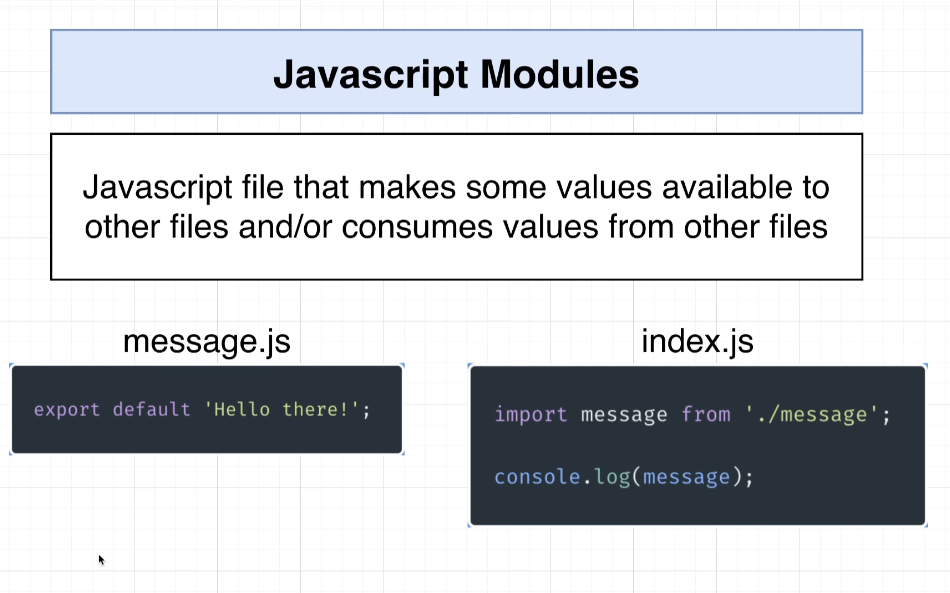 Javascript Modules
Javascript file that makes some values available to
other files and/or consumes values from other files
message.js
export default 'Hello there!';
index.js
import message from './message';
console.log(message);